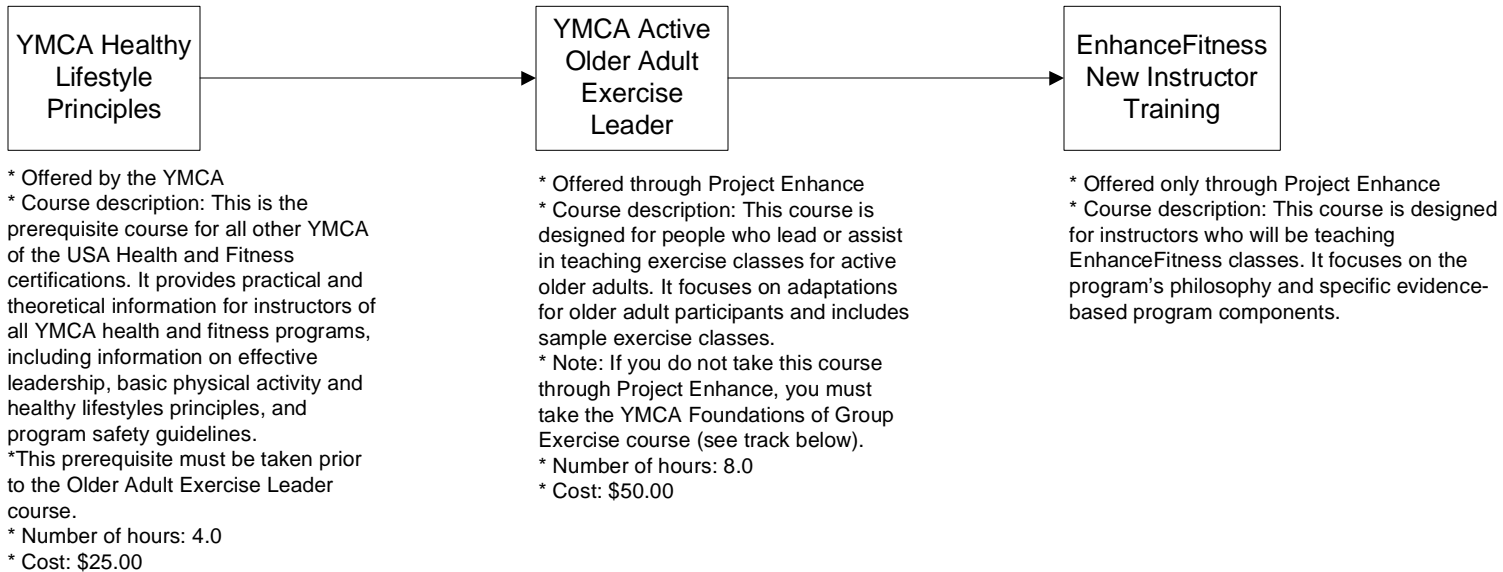 YMCA Healthy
Lifestyle
Principles
* Offered by the YMCA
* Course description: This is the
prerequisite course for all other YMCA
of the USA Health and Fitness
certifications. It provides practical and
theoretical information for instructors of
all YMCA health and fitness programs,
including information on effective
leadership, basic physical activity and
healthy lifestyles principles, and
program safety guidelines.
*This prerequisite must be taken prior
to the Older Adult Exercise Leader
course.
* Number of hours: 4.0
* Cost: $25.00
YMCA Active
Older Adult
Exercise
Leader
* Offered through Project Enhance
* Course description: This course is
designed for people who lead or assist
in teaching exercise classes for active
older adults. It focuses on adaptations
for older adult participants and includes
sample exercise classes.
* Note: If you do not take this course
through Project Enhance, you must
take the YMCA Foundations of Group
Exercise course (see track below).
* Number of hours: 8.0
* Cost: $50.00
EnhanceFitness
New Instructor
Training
* Offered only through Project Enhance
* Course description: This course is designed
for instructors who will be teaching
EnhanceFitness classes. It focuses on the
program's philosophy and specific evidence-
based program components.